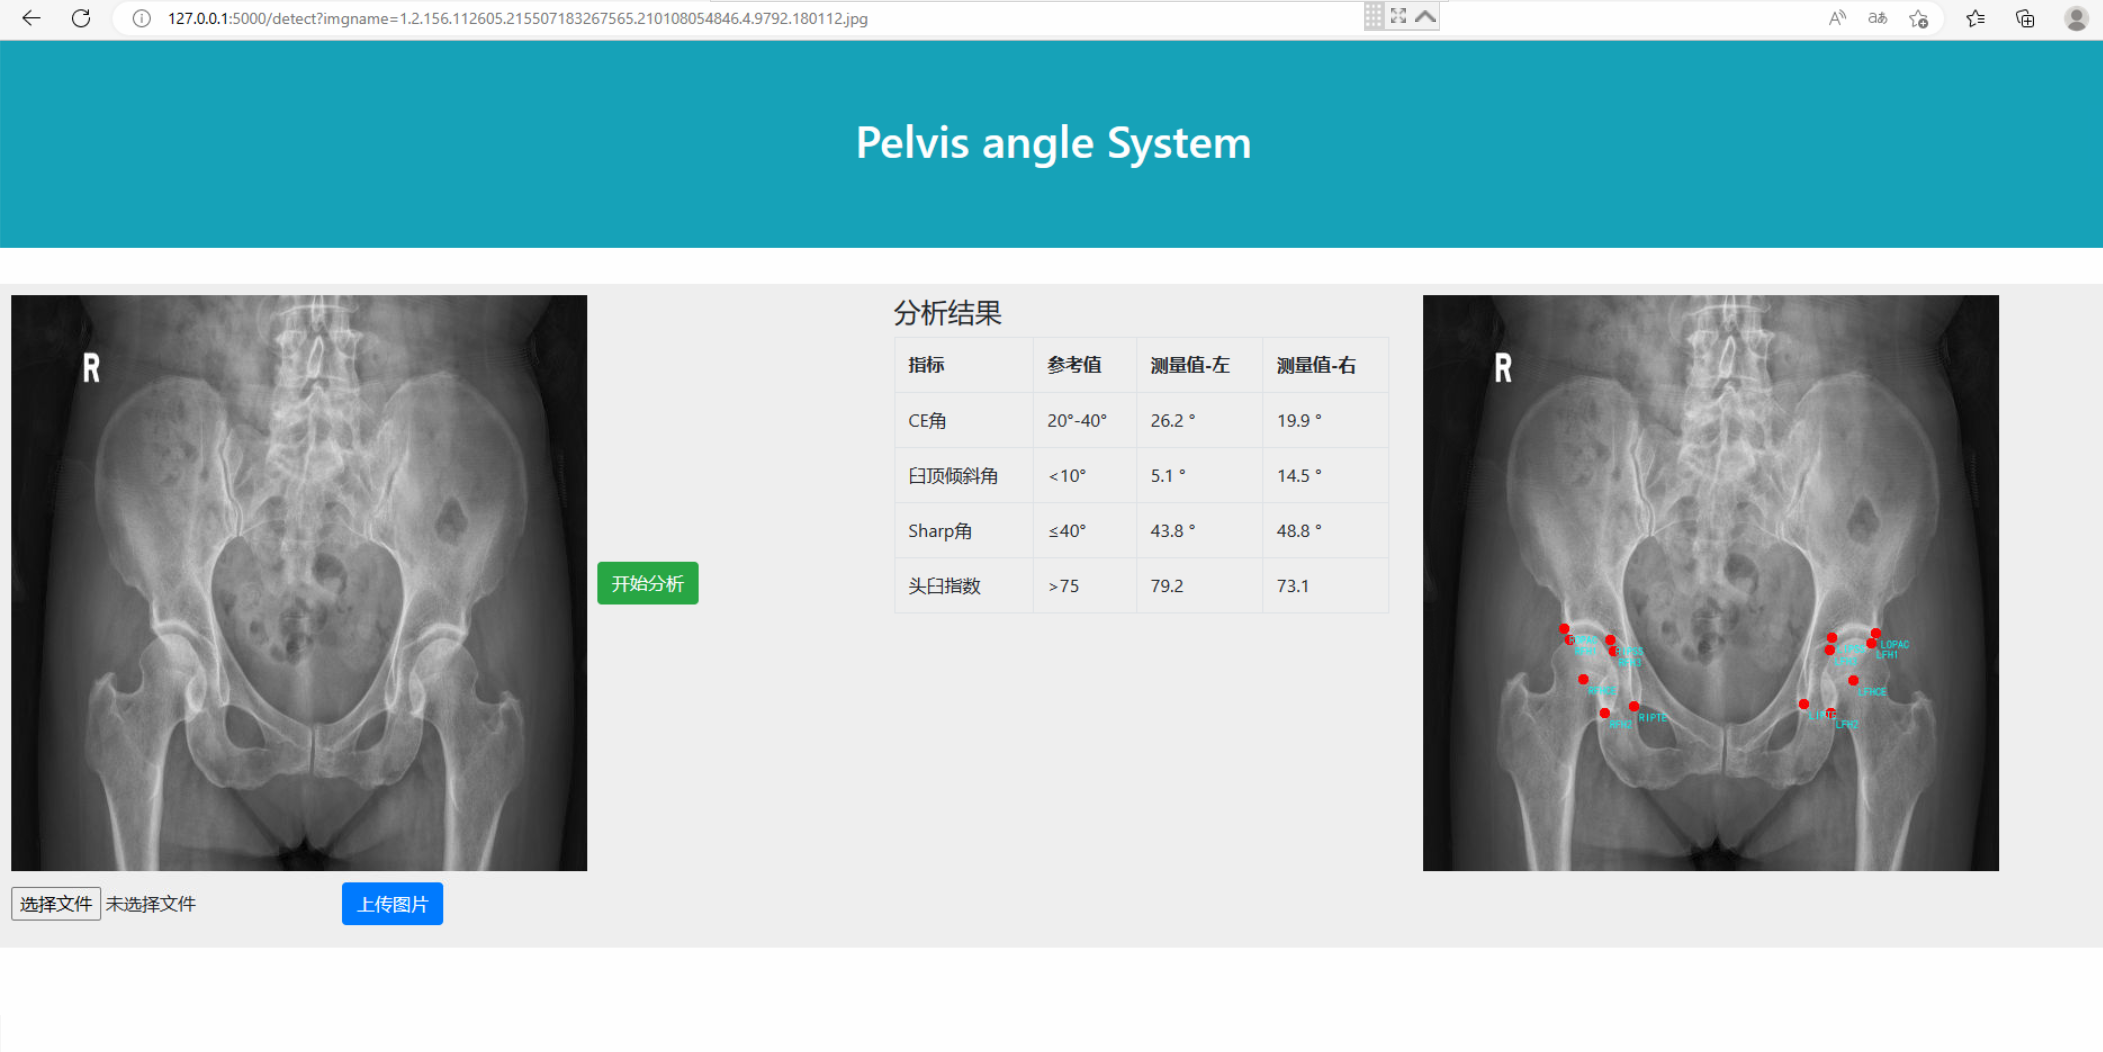 127.0.0.1:5000/detect?imgname=1.2.156.112605.215507183267565.210108054846.4.9792.180112.jpg
Pelvis angle System
R
开始分析
选择文件 未选择文件 上传图片
分析结果
指标 参考值 测量值-左 测量值-右
CE角 20°-40° 26.2 ° 19.9 °
臼顶倾斜角 <10° 5.1 ° 14.5 °
Sharp角 ≤40° 43.8 ° 48.8 °
头臼指数 >75 79.2 73.1
R
LOPAC
LFH1
LFHCE
RIPTE
RFH2
LFH2